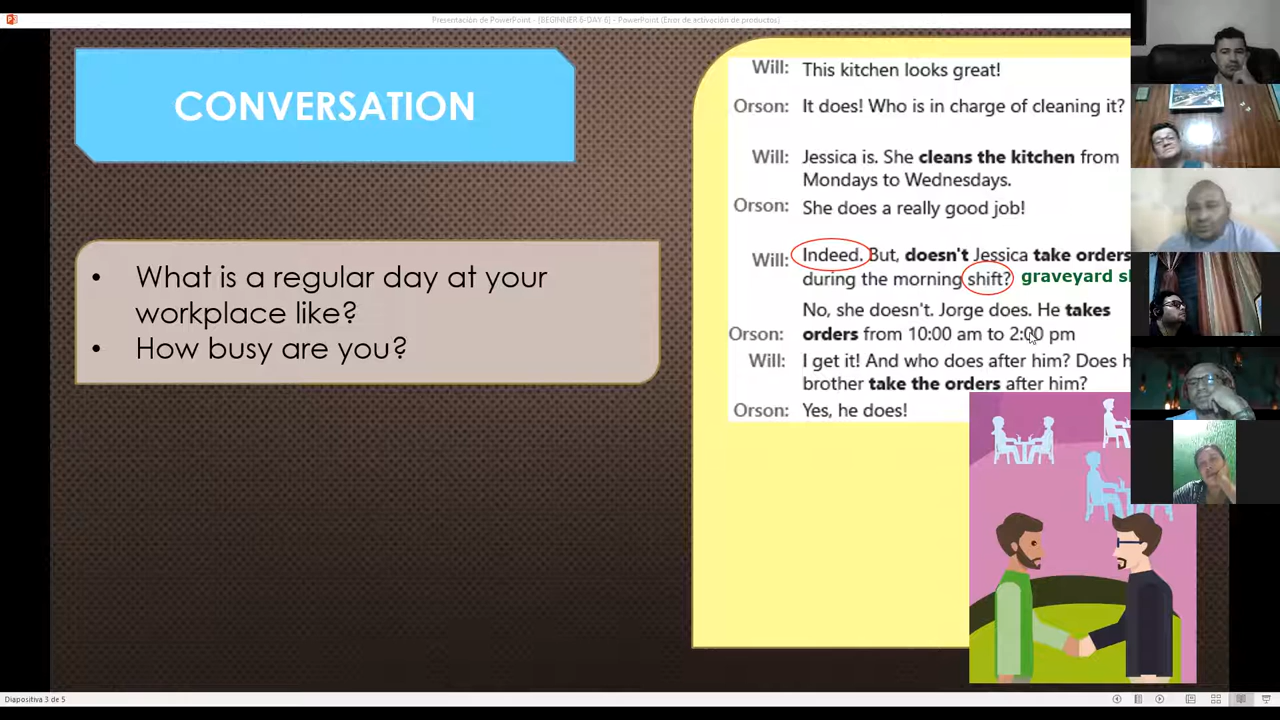 Presentación de PowerPoint - [BEGINNER 6-DAY 6] - PowerPoint (Error de activación de productos)
CONVERSATION
• What is a regular day at your
workplace like?
• How busy are you?
Will: This kitchen looks great!
Orson: It does! Who is in charge of cleaning it?
Will: Jessica is. She cleans the kitchen from
Mondays to Wednesdays.
Orson: She does a really good job!
Will: Indeed. But, doesn't Jessica take orders
during the morning shift? graveyard
No, she doesn't. Jorge does. He takes
Orson: orders from 10:00 am to 2:00 pm
Will: I get it! And who does after him? Does
brother take the orders after him?
Orson: Yes, he does!
Diapositiva 3 de 5